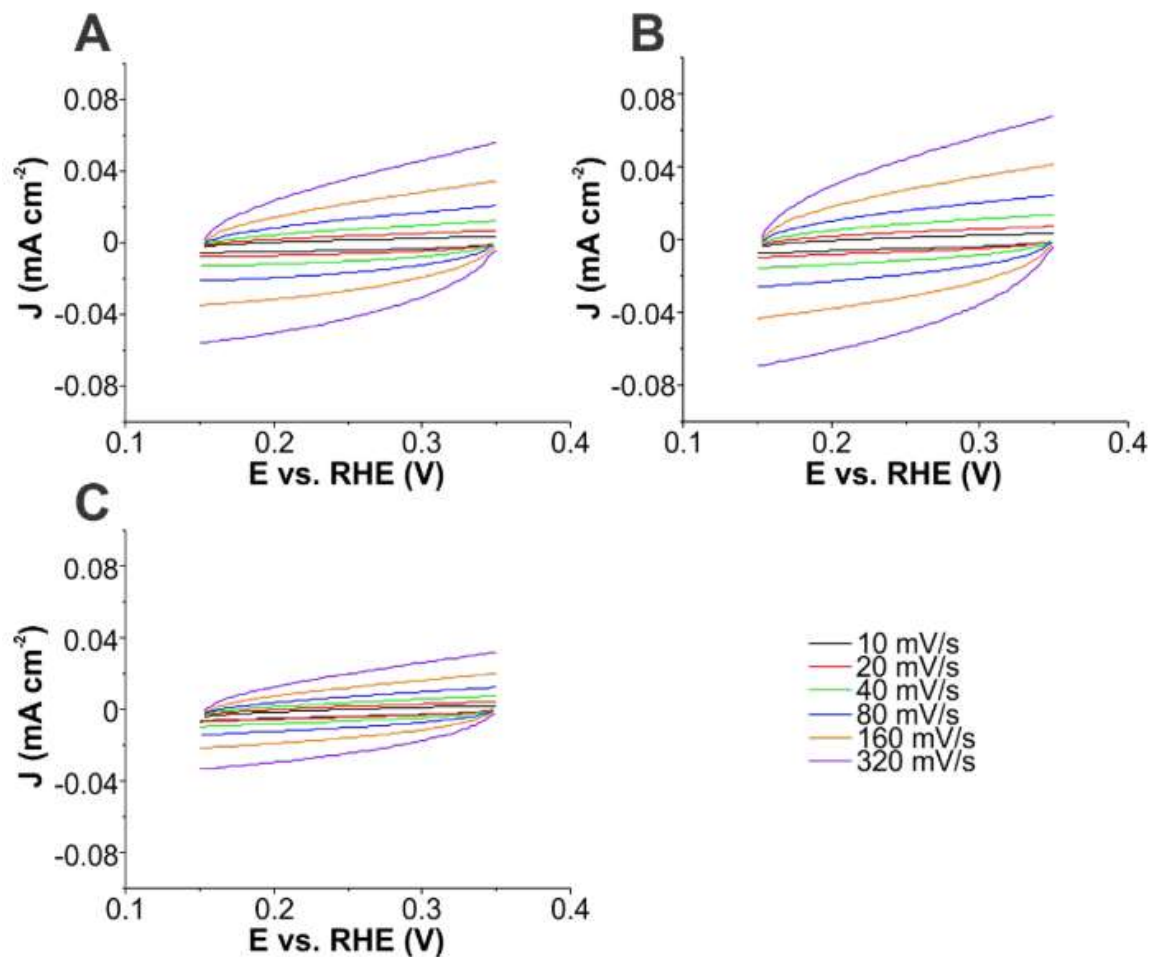 A
0.08
0.04
0
-0.04
-0.08
J (mA cm⁻²)
0.1 0.2 0.3 0.4
E vs. RHE (V)
B
0.08
0.04
0
-0.04
-0.08
J (mA cm⁻²)
0.1 0.2 0.3 0.4
E vs. RHE (V)
C
0.08
0.04
0
-0.04
-0.08
J (mA cm⁻²)
0.1 0.2 0.3 0.4
E vs. RHE (V)
10 mV/s
20 mV/s
40 mV/s
80 mV/s
160 mV/s
320 mV/s